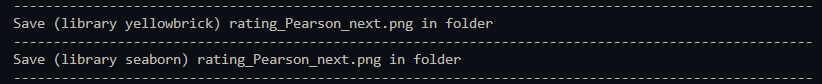 ----------------------------------------------------------------------------------------------------
Save (library yellowbrick) rating_Pearson_next.png in folder
----------------------------------------------------------------------------------------------------
Save (library seaborn) rating_Pearson_next.png in folder
----------------------------------------------------------------------------------------------------